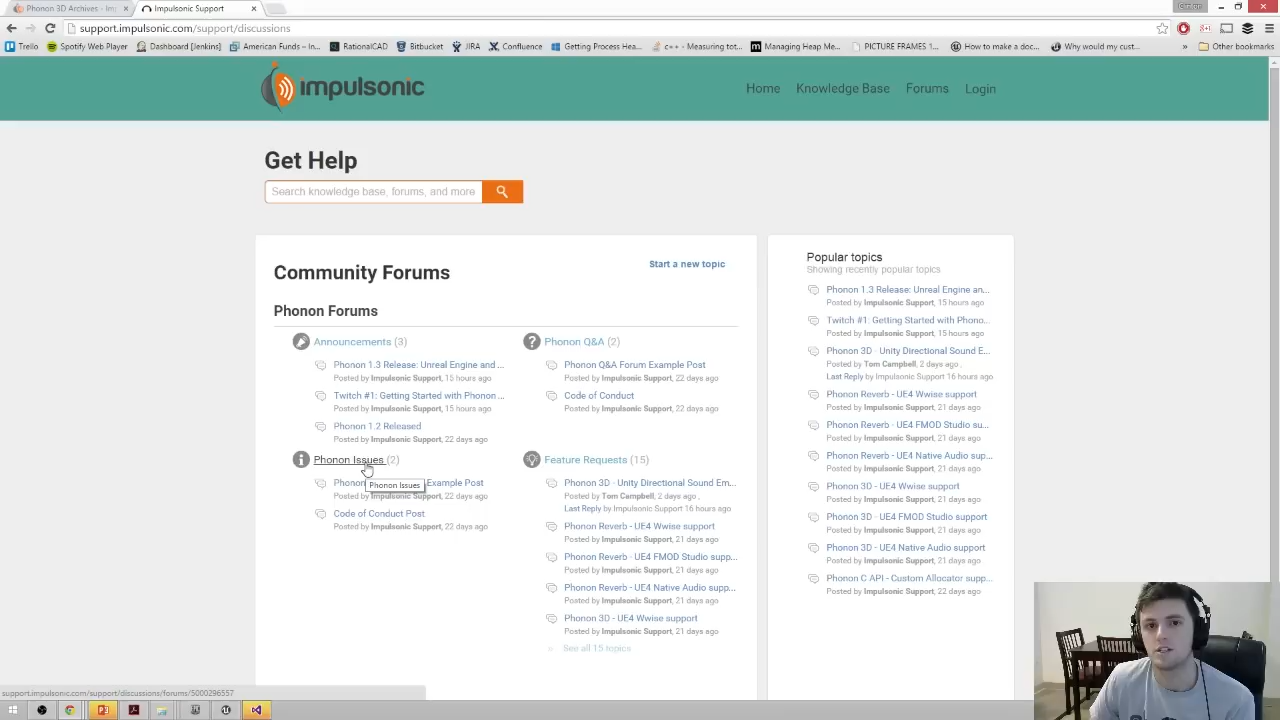 Phonon 3D Archives - Imp
Impulsonic Support
support.impulsonic.com/support/discussions
Trello
Spotify Web Player
Dashboard [Jenkins]
American Funds - In...
RationalCAD
Bitbucket
JIRA
Confluence
Getting Process Hea...
c++ - Measuring tot...
Managing Heap Me...
PICTURE FRAMES 1...
How to make a doc...
Why would my cust...
»
Other bookmarks
impulsonic
Home
Knowledge Base
Forums
Login
Get Help
Search knowledge base, forums, and more
Community Forums
Start a new topic
Phonon Forums
Announcements (3)
Phonon 1.3 Release: Unreal Engine and ...
Posted by Impulsonic Support, 15 hours ago
Twitch #1: Getting Started with Phonon ...
Posted by Impulsonic Support, 15 hours ago
Phonon 1.2 Released
Posted by Impulsonic Support, 22 days ago
Phonon Q&A (2)
Phonon Q&A Forum Example Post
Posted by Impulsonic Support, 22 days ago
Code of Conduct
Posted by Impulsonic Support, 22 days ago
Phonon Issues (2)
Phonon Example Post
Phonon Issues
Posted by Impulsonic Support, 22 days ago
Code of Conduct Post
Posted by Impulsonic Support, 22 days ago
Feature Requests (15)
Phonon 3D - Unity Directional Sound Em...
Posted by Tom Campbell, 2 days ago ,
Last Reply by Impulsonic Support 16 hours ago
Phonon Reverb - UE4 Wwise support
Posted by Impulsonic Support, 21 days ago
Phonon Reverb - UE4 FMOD Studio supp...
Posted by Impulsonic Support, 21 days ago
Phonon Reverb - UE4 Native Audio supp...
Posted by Impulsonic Support, 21 days ago
Phonon 3D - UE4 Wwise support
Posted by Impulsonic Support, 21 days ago
» See all 15 topics
Popular topics
Showing recently popular topics
Phonon 1.3 Release: Unreal Engine an...
Posted by Impulsonic Support, 15 hours ago
Twitch #1: Getting Started with Phono...
Posted by Impulsonic Support, 15 hours ago
Phonon 3D - Unity Directional Sound E...
Posted by Tom Campbell, 2 days ago ,
Last Reply by Impulsonic Support 16 hours ago
Phonon Reverb - UE4 Wwise support
Posted by Impulsonic Support, 21 days ago
Phonon Reverb - UE4 FMOD Studio su...
Posted by Impulsonic Support, 21 days ago
Phonon Reverb - UE4 Native Audio sup...
Posted by Impulsonic Support, 21 days ago
Phonon 3D - UE4 Wwise support
Posted by Impulsonic Support, 21 days ago
Phonon 3D - UE4 FMOD Studio support
Posted by Impulsonic Support, 21 days ago
Phonon 3D - UE4 Native Audio support
Posted by Impulsonic Support, 21 days ago
Phonon C API - Custom Allocator supp...
Posted by Impulsonic Support, 22 days ago
support.impulsonic.com/support/discussions/forums/5000296557